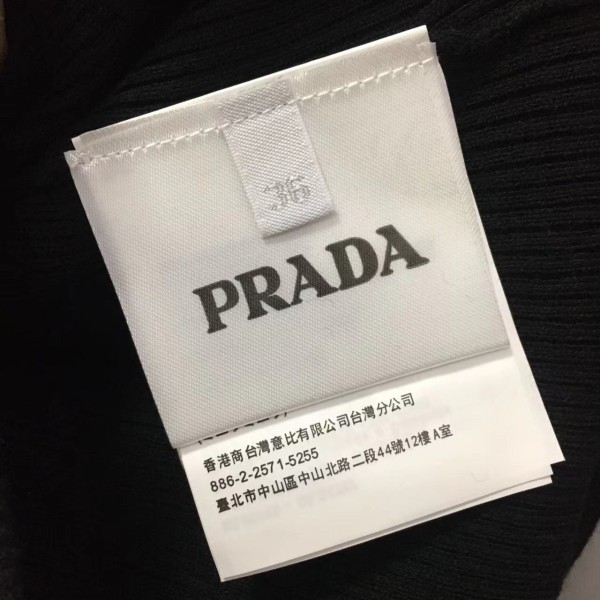 36
PRADA
香港商台灣意比有限公司台灣分公司
886-2-2571-5255
臺北市中山區中山北路二段44號12樓A室